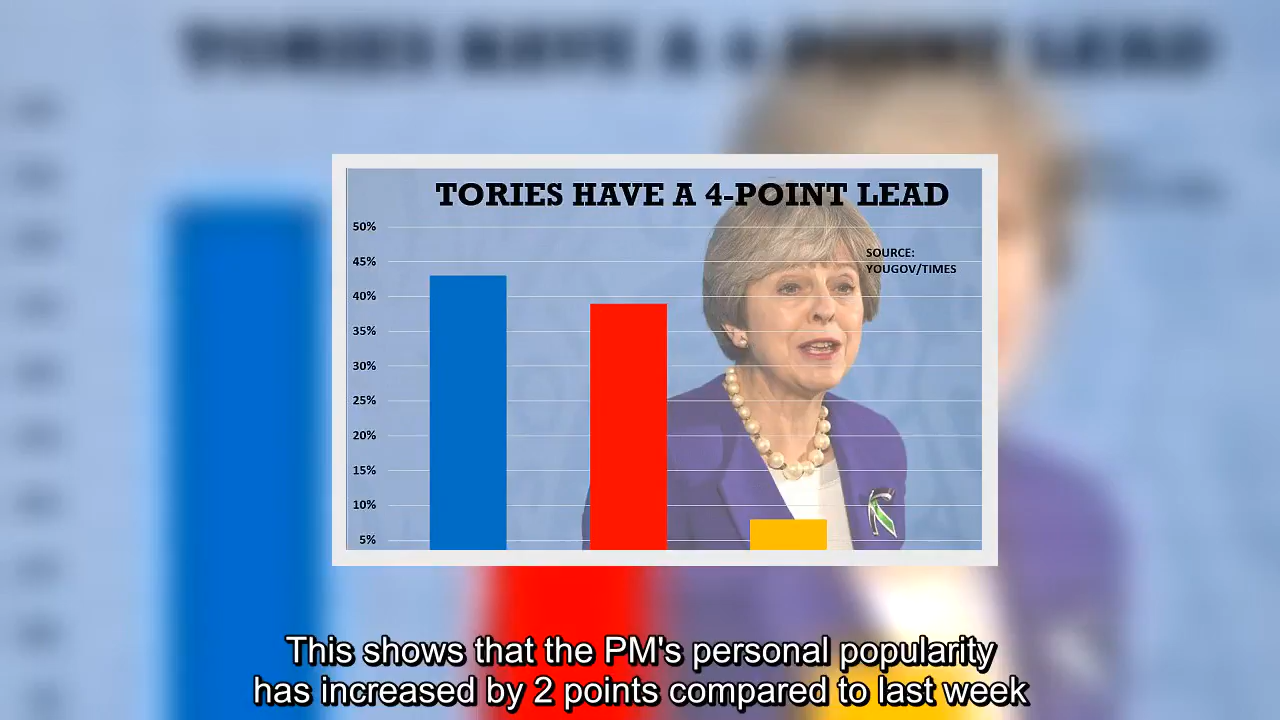 TORIES HAVE A 4-POINT LEAD
50%
SOURCE:
45%
YOUGOV/TIMES
40%
35%
30%
25%
20%
15%
10%
5%
This shows that the PM's personal popularity
has increased by 2 points compared to last week